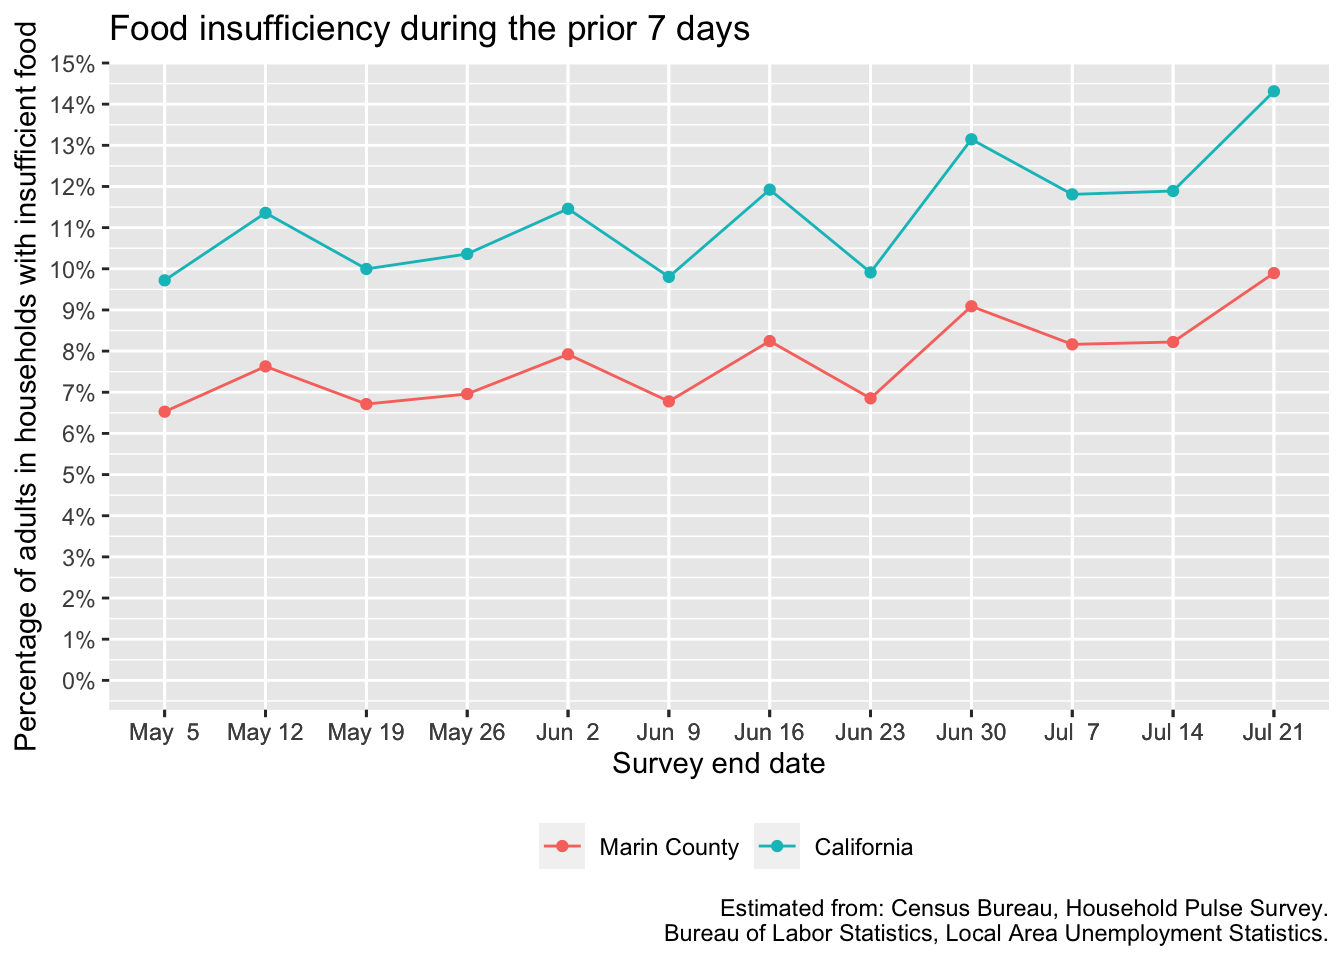 Food insufficiency during the prior 7 days
Percentage of adults in households with insufficient food
15%
14%
13%
12%
11%
10%
9%
8%
7%
6%
5%
4%
3%
2%
1%
0%
May  5 May 12 May 19 May 26 Jun  2 Jun  9 Jun 16 Jun 23 Jun 30 Jul  7 Jul 14 Jul 21
Survey end date
Marin County California
Estimated from: Census Bureau, Household Pulse Survey.
Bureau of Labor Statistics, Local Area Unemployment Statistics.